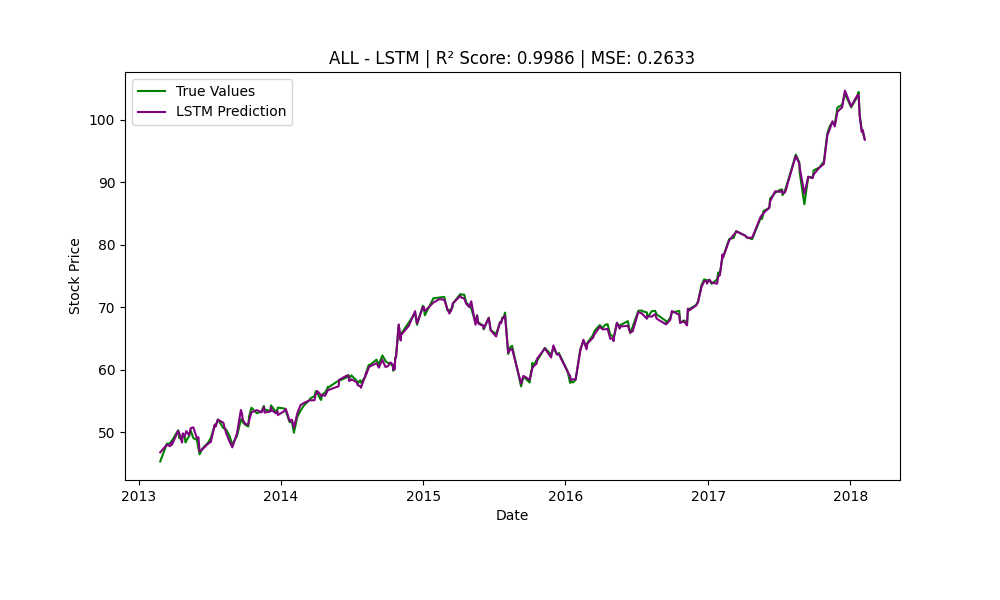 ALL - LSTM | R² Score: 0.9986 | MSE: 0.2633
True Values
LSTM Prediction
Stock Price
100
90
80
70
60
50
2013
2014
2015
2016
2017
2018
Date